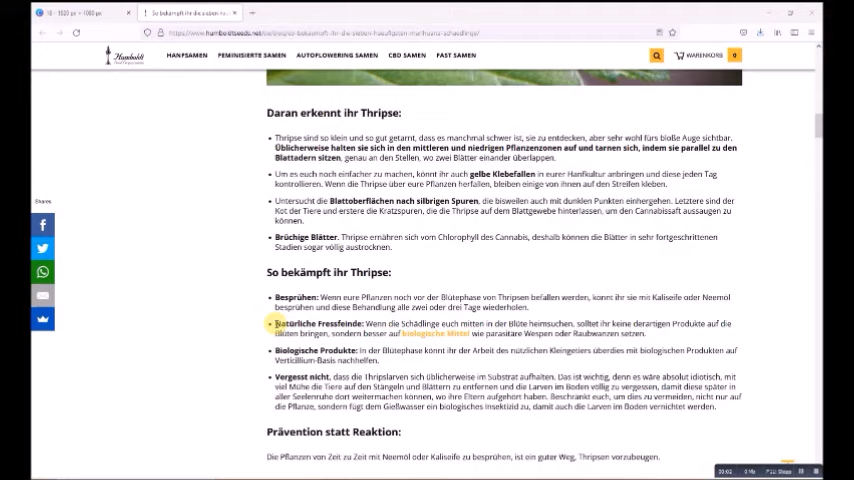 So bekämpft ihr die sieben
https://www.humboldtseeds.net/
Humboldt
HANFSAMEN FEMINISIERTE SAMEN AUTOFLOWERING SAMEN CBD SAMEN FAST SAMEN WARENKORB 0
Daran erkennt ihr Thripse:
• Thripse sind so klein und so gut getarnt, dass es manchmal schwer ist, sie zu entdecken, aber sehr wohl fürs bloße Auge sichtbar.
Üblicherweise halten sie sich in den mittleren und niedrigen Pflanzenzonen auf und tarnen sich, indem sie parallel zu den
Blattadern sitzen, genau an den Stellen, wo zwei Blätter einander überlappen.
• Um es euch noch einfacher zu machen, könnt ihr auch gelbe Klebefallen in eurer Hanfkultur anbringen und diese jeden Tag
kontrollieren. Wenn die Thripse über eure Pflanzen herfallen, bleiben einige von ihnen auf den Streifen kleben.
• Untersucht die Blattoberflächen nach silbrigen Spuren, die bisweilen auch mit dunklen Punkten einhergehen. Letztere sind der
Kot der Tiere und erstere die Kratzspuren, die die Thripse auf dem Blattgewebe hinterlassen, um den Cannabissaft aussaugen zu
können.
Shares
• Brüchige Blätter. Thripse ernähren sich vom Chlorophyll des Cannabis, deshalb können die Blätter in sehr fortgeschrittenen
Stadien sogar völlig austrocknen.
So bekämpft ihr Thripse:
• Besprühen: Wenn eure Pflanzen noch vor der Blütephase von Thripsen befallen werden, könnt ihr sie mit Kaliseife oder Neemöl
besprühen und diese Behandlung alle zwei oder drei Tage wiederholen.
• Natürliche Fressfeinde: Wenn die Schädlinge euch mitten in der Blüte heimsuchen, solltet ihr keine derartigen Produkte auf die
Blüten bringen, sondern besser auf biologische Mittel wie parasitäre Wespen oder Raubwanzen setzen.
• Biologische Produkte: In der Blütephase könnt ihr der Arbeit des nützlichen Kleingetiers überdies mit biologischen Produkten auf
Verticillium-Basis nachhelfen.
• Vergesst nicht, dass die Thripslarven sich üblicherweise im Substrat aufhalten. Das ist wichtig, denn es wäre absolut idiotisch, mit
viel Mühe die Tiere auf den Stängeln und Blättern zu entfernen und die Larven im Boden völlig zu vergessen, damit diese später in
aller Seelenruhe dort weitermachen können, wo ihre Eltern aufgehört haben. Beschränkt euch, um dies zu vermeiden, nicht nur auf
die Pflanze, sondern fügt dem Gießwasser ein biologisches Insektizid zu, damit auch die Larven im Boden vernichtet werden.
Prävention statt Reaktion:
Die Pflanzen von Zeit zu Zeit mit Neemöl oder Kaliseife zu besprühen, ist ein guter Weg, Thripsen vorzubeugen.